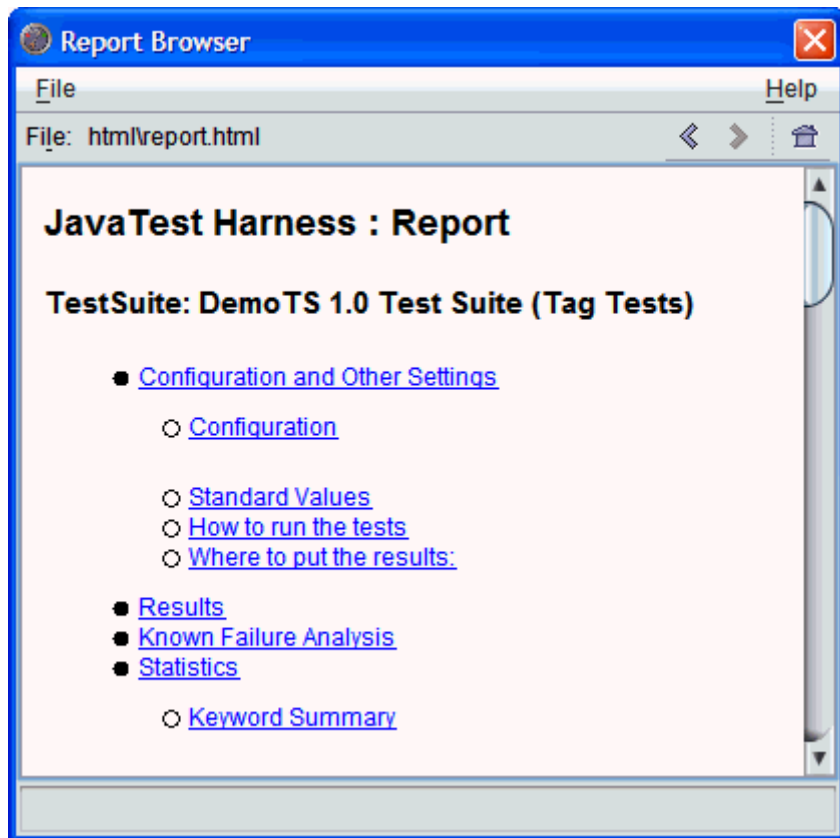 Report Browser
File Help
File: html\report.html
JavaTest Harness : Report
TestSuite: DemoTS 1.0 Test Suite (Tag Tests)
Configuration and Other Settings
Configuration
Standard Values
How to run the tests
Where to put the results:
Results
Known Failure Analysis
Statistics
Keyword Summary